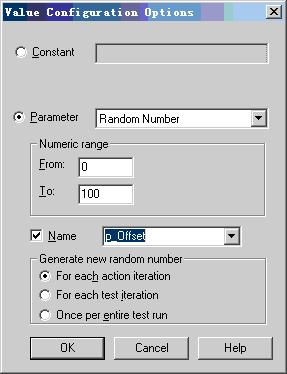 Value Configuration Options
Constant
Parameter
Random Number
Numeric range
From: 0
To: 100
Name p_Offset
Generate new random number
For each action iteration
For each test iteration
Once per entire test run
OK Cancel Help